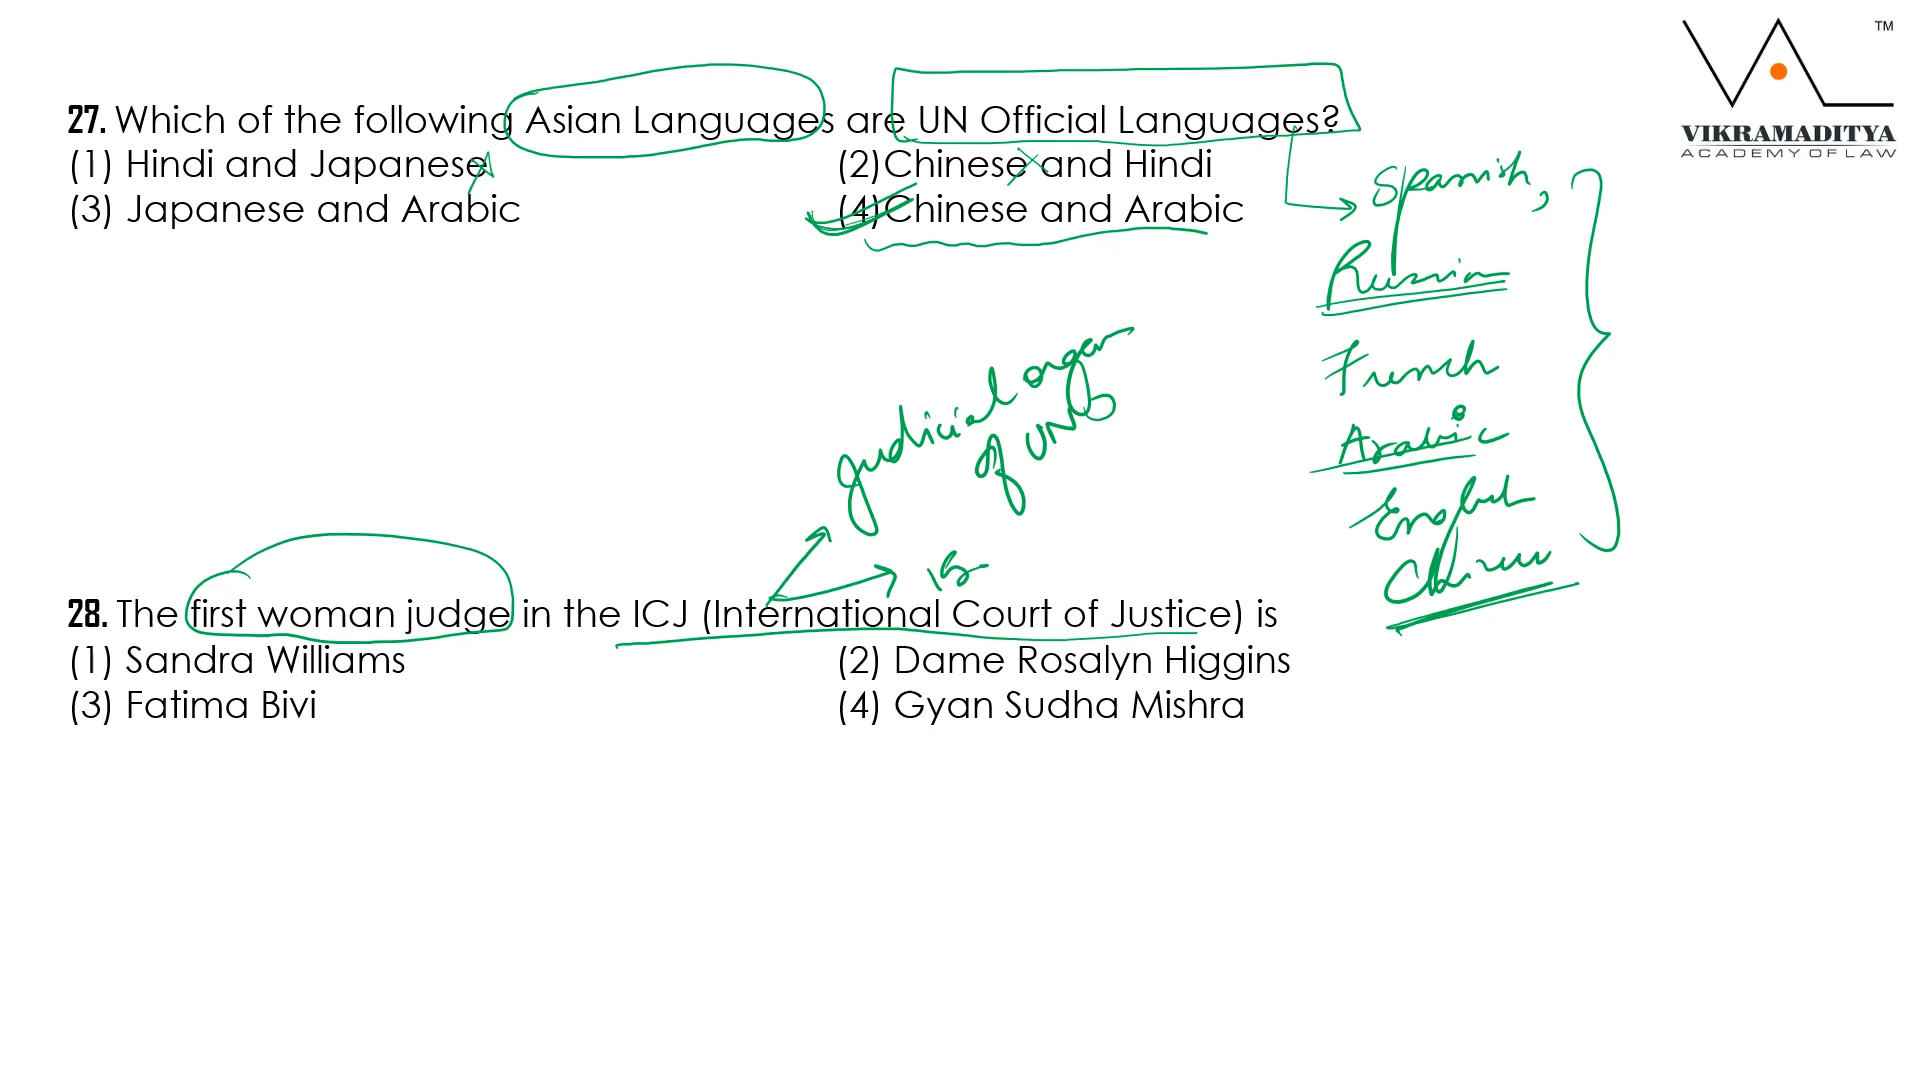 TM
VIKRAMADITYA
ACADEMY OF LAW
27. Which of the following Asian Languages are UN Official Languages?
(1) Hindi and Japanese (2)Chinese and Hindi
(3) Japanese and Arabic (4)Chinese and Arabic
Spanish,
Russian
French
Arabic
English
Chinese
judicial organ
of UNO
15
28. The first woman judge in the ICJ (International Court of Justice) is
(1) Sandra Williams (2) Dame Rosalyn Higgins
(3) Fatima Bivi (4) Gyan Sudha Mishra